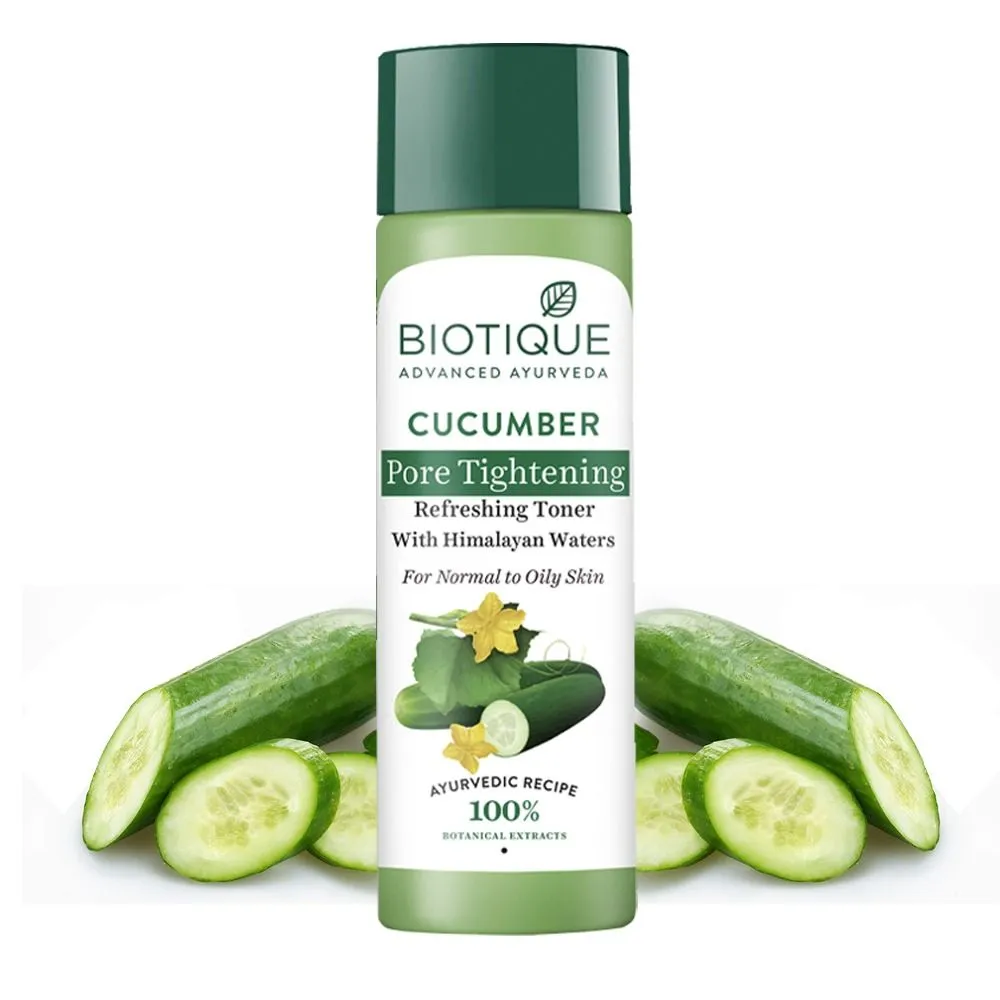 BIOTIQUE
ADVANCED AYURVEDA
CUCUMBER
Pore Tightening
Refreshing Toner
With Himalayan Waters
For Normal to Oily Skin
AYURVEDIC RECIPE
100%
BOTANICAL EXTRACTS